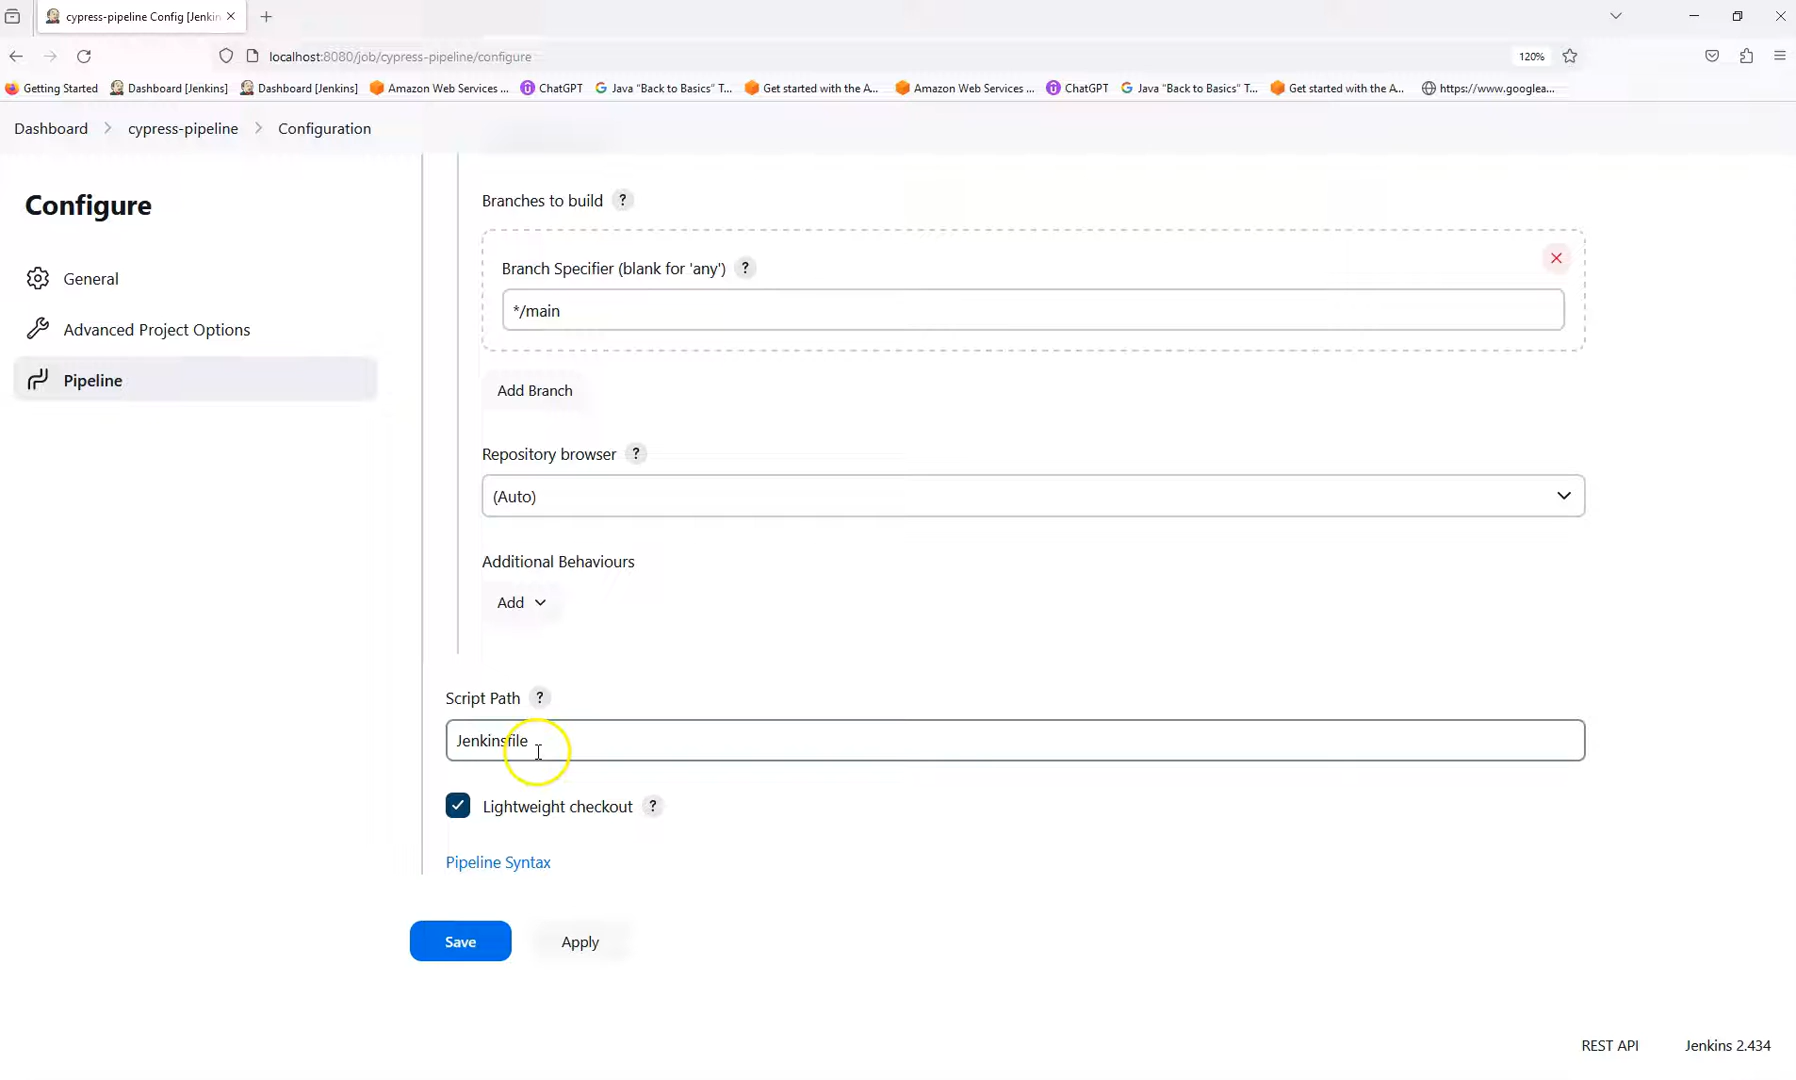 cypress-pipeline Config [Jenkin
localhost:8080/job/cypress-pipeline/configure
120%
Getting Started
Dashboard [Jenkins]
Dashboard [Jenkins]
Amazon Web Services ...
ChatGPT
Java “Back to Basics” T...
Get started with the A...
Amazon Web Services ...
ChatGPT
Java “Back to Basics” T...
Get started with the A...
https://www.googlea...
Dashboard > cypress-pipeline > Configuration
Configure
General
Advanced Project Options
Pipeline
Branches to build ?
Branch Specifier (blank for 'any') ?
*/main
Add Branch
Repository browser ?
(Auto)
Additional Behaviours
Add
Script Path ?
Jenkinsfile
Lightweight checkout ?
Pipeline Syntax
Save
Apply
REST API
Jenkins 2.434